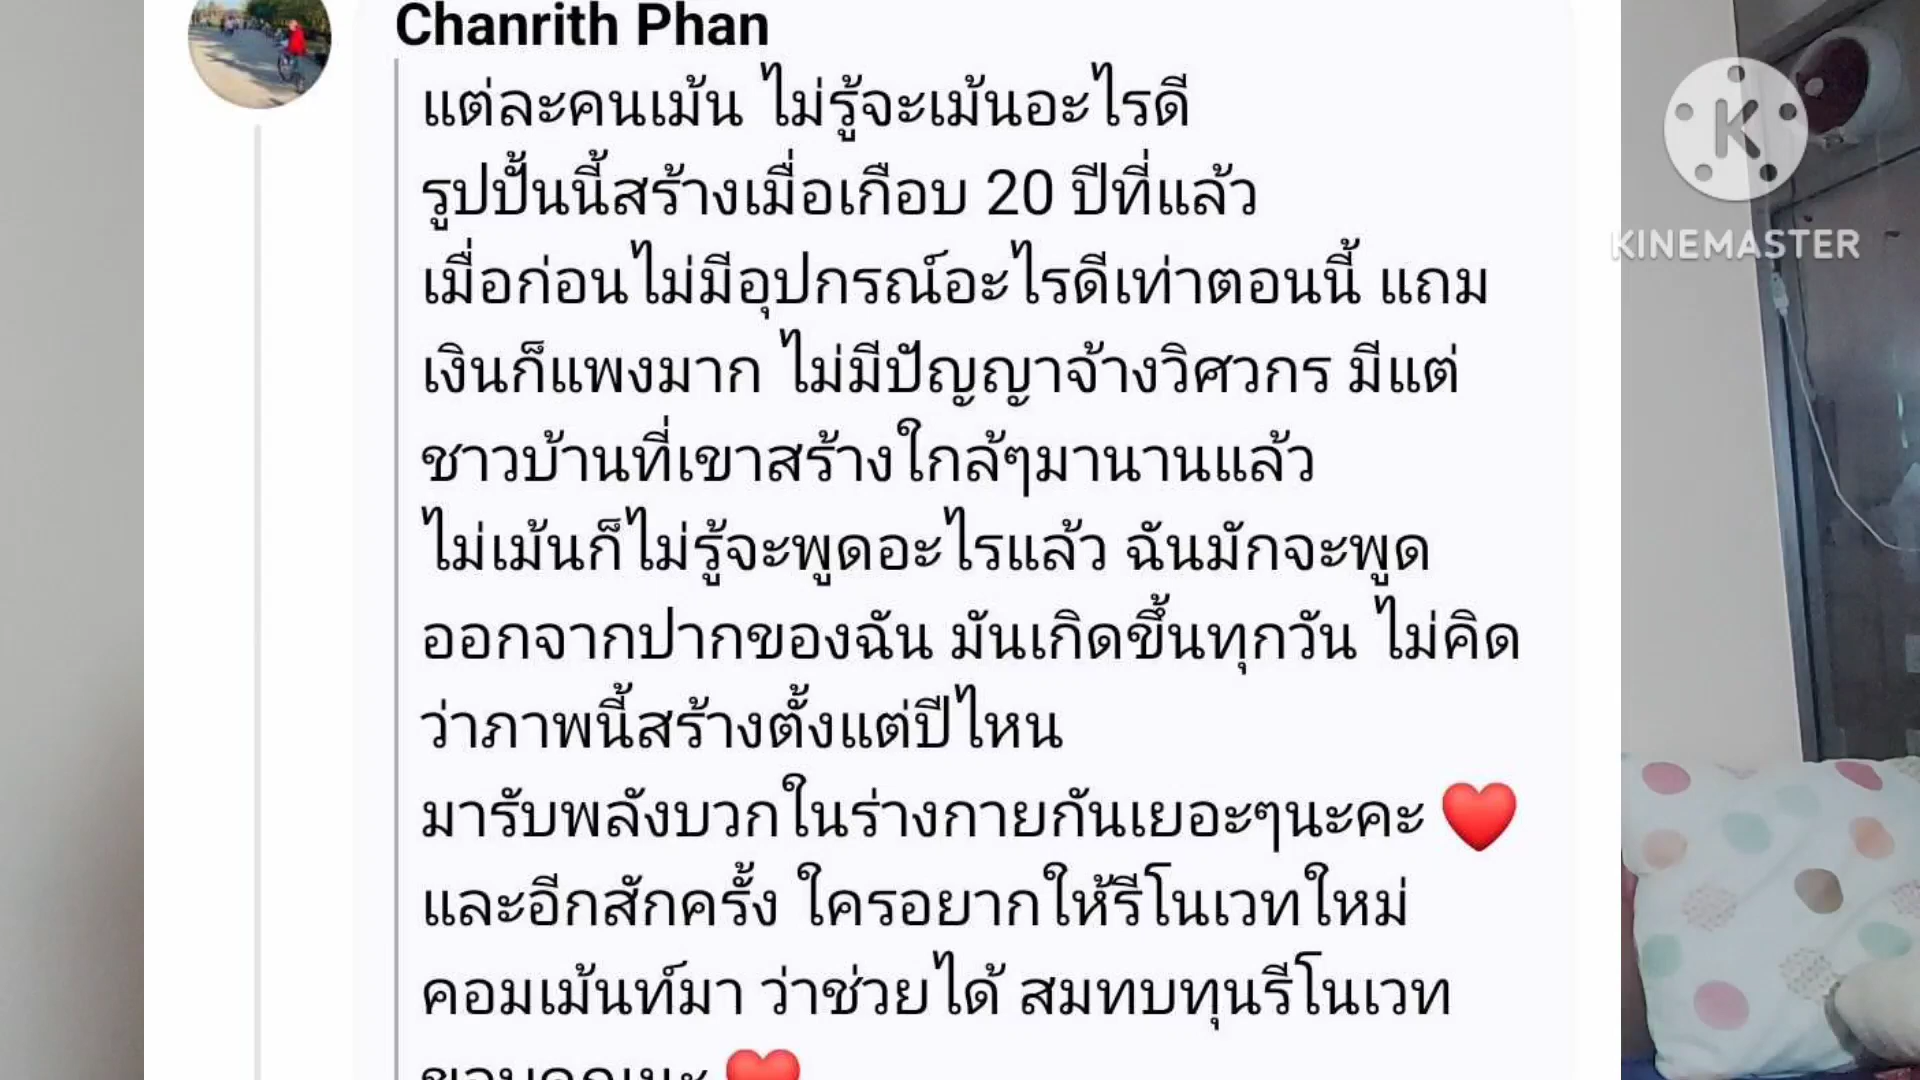 Chanrith Phan
แต่ละคนเม้น ไม่รู้จะเม้นอะไรดี
รูปปั้นนี้สร้างเมื่อเกือบ 20 ปีที่แล้ว
เมื่อก่อนไม่มีอุปกรณ์อะไรดีเท่าตอนนี้ แถม
เงินก็แพงมาก ไม่มีปัญญาจ้างวิศวกร มีแต่
ชาวบ้านที่เขาสร้างใกล้ๆมานานแล้ว
ไม่เม้นก็ไม่รู้จะพูดอะไรแล้ว ฉันมักจะพูด
ออกจากปากของฉัน มันเกิดขึ้นทุกวัน ไม่คิด
ว่าภาพนี้สร้างตั้งแต่ปีไหน
มารับพลังบวกในร่างกายกันเยอะๆนะคะ ❤️
และอีกสักครั้ง ใครอยากให้รีโนเวทใหม่
คอมเม้นท์มา ว่าช่วยได้ สมทบทุนรีโนเวท
ขอบคุณนะ ❤️
K
KINEMASTER